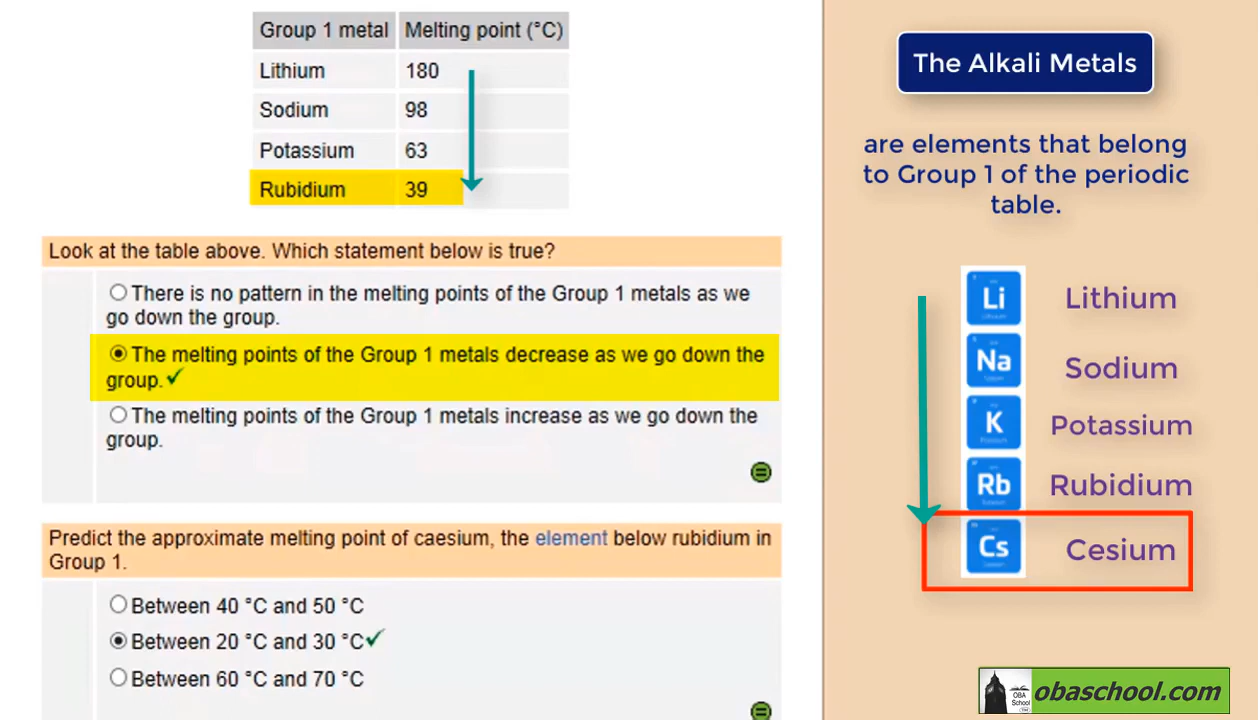 Group 1 metal Melting point (°C)
Lithium 180
Sodium 98
Potassium 63
Rubidium 39
Look at the table above. Which statement below is true?
There is no pattern in the melting points of the Group 1 metals as we
go down the group.
The melting points of the Group 1 metals decrease as we go down the
group.
The melting points of the Group 1 metals increase as we go down the
group.
Predict the approximate melting point of caesium, the element below rubidium in
Group 1.
Between 40 °C and 50 °C
Between 20 °C and 30 °C
Between 60 °C and 70 °C
The Alkali Metals
are elements that belong
to Group 1 of the periodic
table.
Li Lithium
Na Sodium
K Potassium
Rb Rubidium
Cs Cesium
OBA
School
obaschool.com